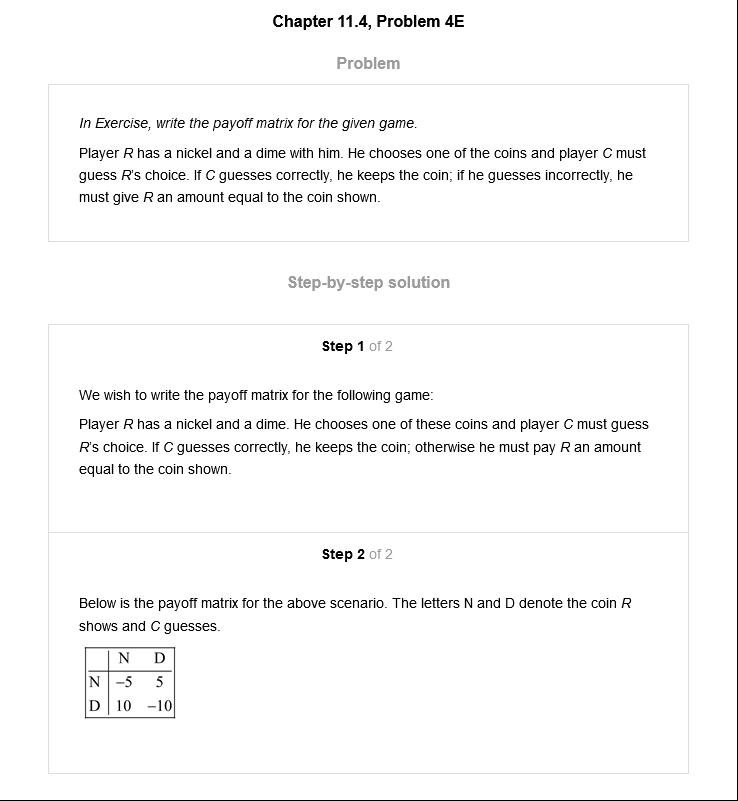 Chapter 11.4, Problem 4E
Problem
In Exercise, write the payoff matrix for the given game.
Player R has a nickel and a dime with him. He chooses one of the coins and player C must
guess R's choice. If C guesses correctly, he keeps the coin; if he guesses incorrectly, he
must give R an amount equal to the coin shown.
Step-by-step solution
Step 1 of 2
We wish to write the payoff matrix for the following game:
Player R has a nickel and a dime. He chooses one of these coins and player C must guess
R's choice. If C guesses correctly, he keeps the coin; otherwise he must pay R an amount
equal to the coin shown.
Step 2 of 2
Below is the payoff matrix for the above scenario. The letters N and D denote the coin R
shows and C guesses.
N D
N −5 5
D 10 −10